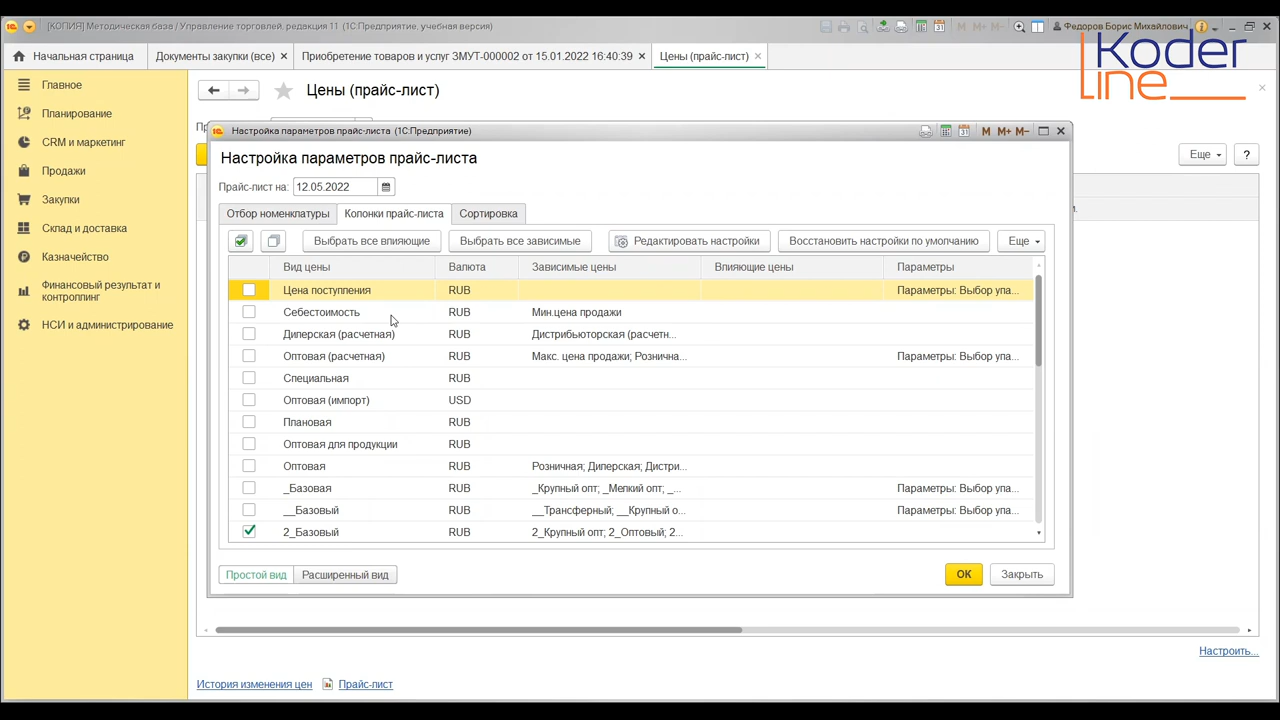 [КОПИЯ] Методическая база / Управление торговлей, редакция 11 (1С:Предприятие, учебная версия)
M M+ M−
Федоров Борис Михайлович
Начальная страница
Документы закупки (все) ×
Приобретение товаров и услуг ЗМУТ-000002 от 15.01.2022 16:40:39 ×
Цены (прайс-лист) ×
Koder
line
Главное
Планирование
CRM и маркетинг
Продажи
Закупки
Склад и доставка
Казначейство
Финансовый результат и
контроллинг
НСИ и администрирование
Цены (прайс-лист)
Еще
?
Настройка параметров прайс-листа (1С:Предприятие)
M M+ M−
Настройка параметров прайс-листа
Прайс-лист на: 12.05.2022
Отбор номенклатуры
Колонки прайс-листа
Сортировка
Выбрать все влияющие
Выбрать все зависимые
Редактировать настройки
Восстановить настройки по умолчанию
Еще
Вид цены Валюта Зависимые цены Влияющие цены Параметры
Цена поступления RUB Параметры: Выбор упа...
Себестоимость RUB Мин.цена продажи
Диперская (расчетная) RUB Дистрибьюторская (расчетн...
Оптовая (расчетная) RUB Макс. цена продажи; Рознична... Параметры: Выбор упа...
Специальная RUB
Оптовая (импорт) USD
Плановая RUB
Оптовая для продукции RUB
Оптовая RUB Розничная; Диперская; Дистри...
_Базовая RUB _Крупный опт; _Мелкий опт; _... Параметры: Выбор упа...
__Базовый RUB __Трансферный; __Крупный о... Параметры: Выбор упа...
2_Базовый RUB 2_Крупный опт; 2_Оптовый; 2...
Простой вид
Расширенный вид
ОК
Закрыть
Настроить...
История изменения цен
Прайс-лист